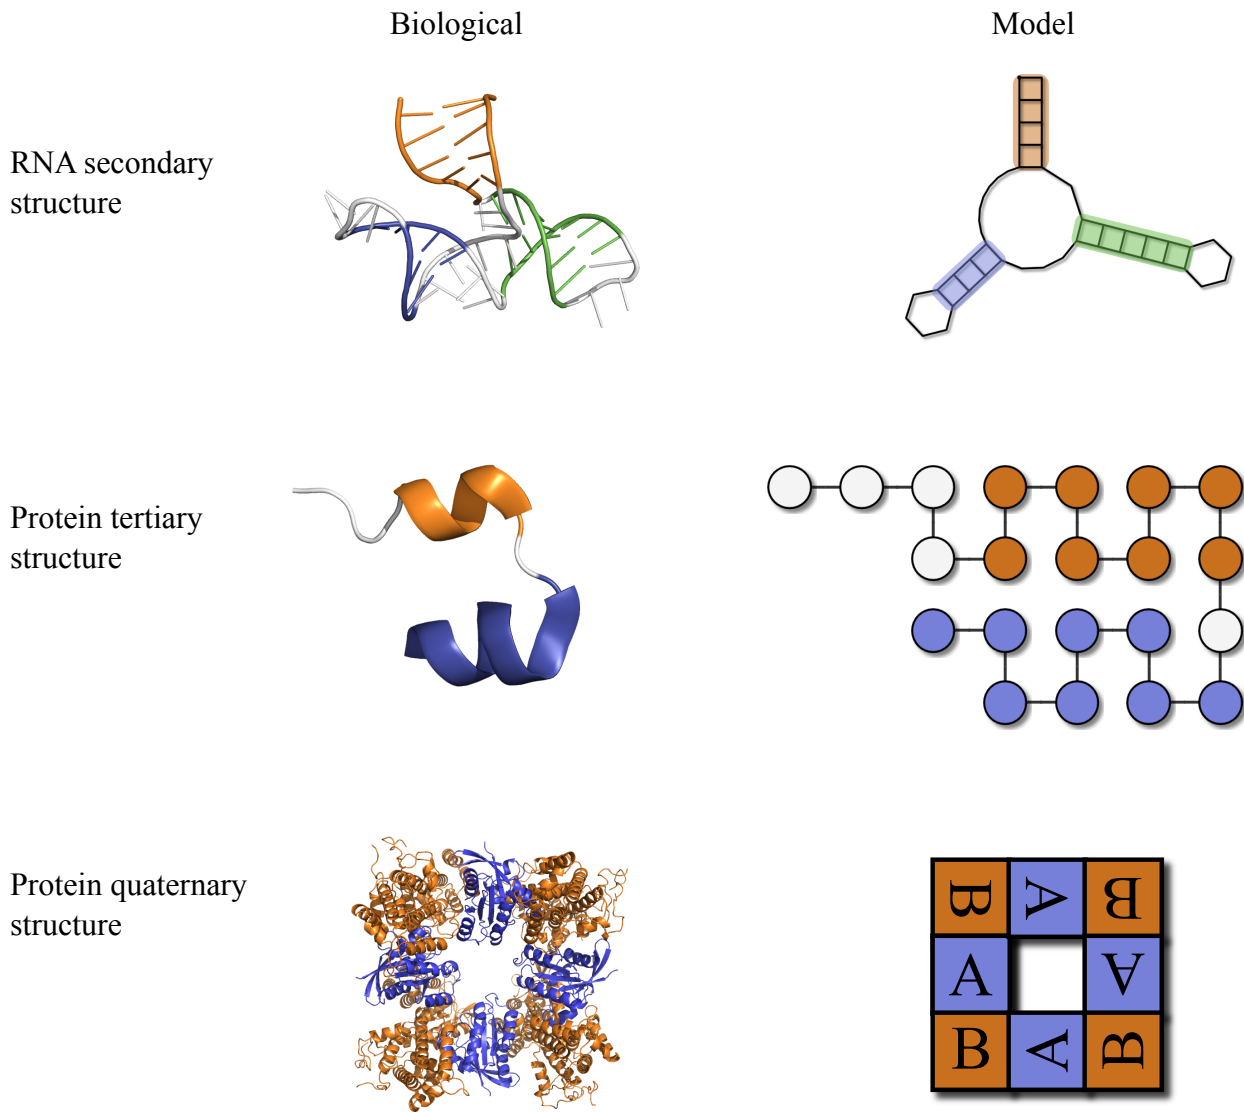 Biological
Model
RNA secondary
structure
Protein tertiary
structure
Protein quaternary
structure
B A B
A A
B A B